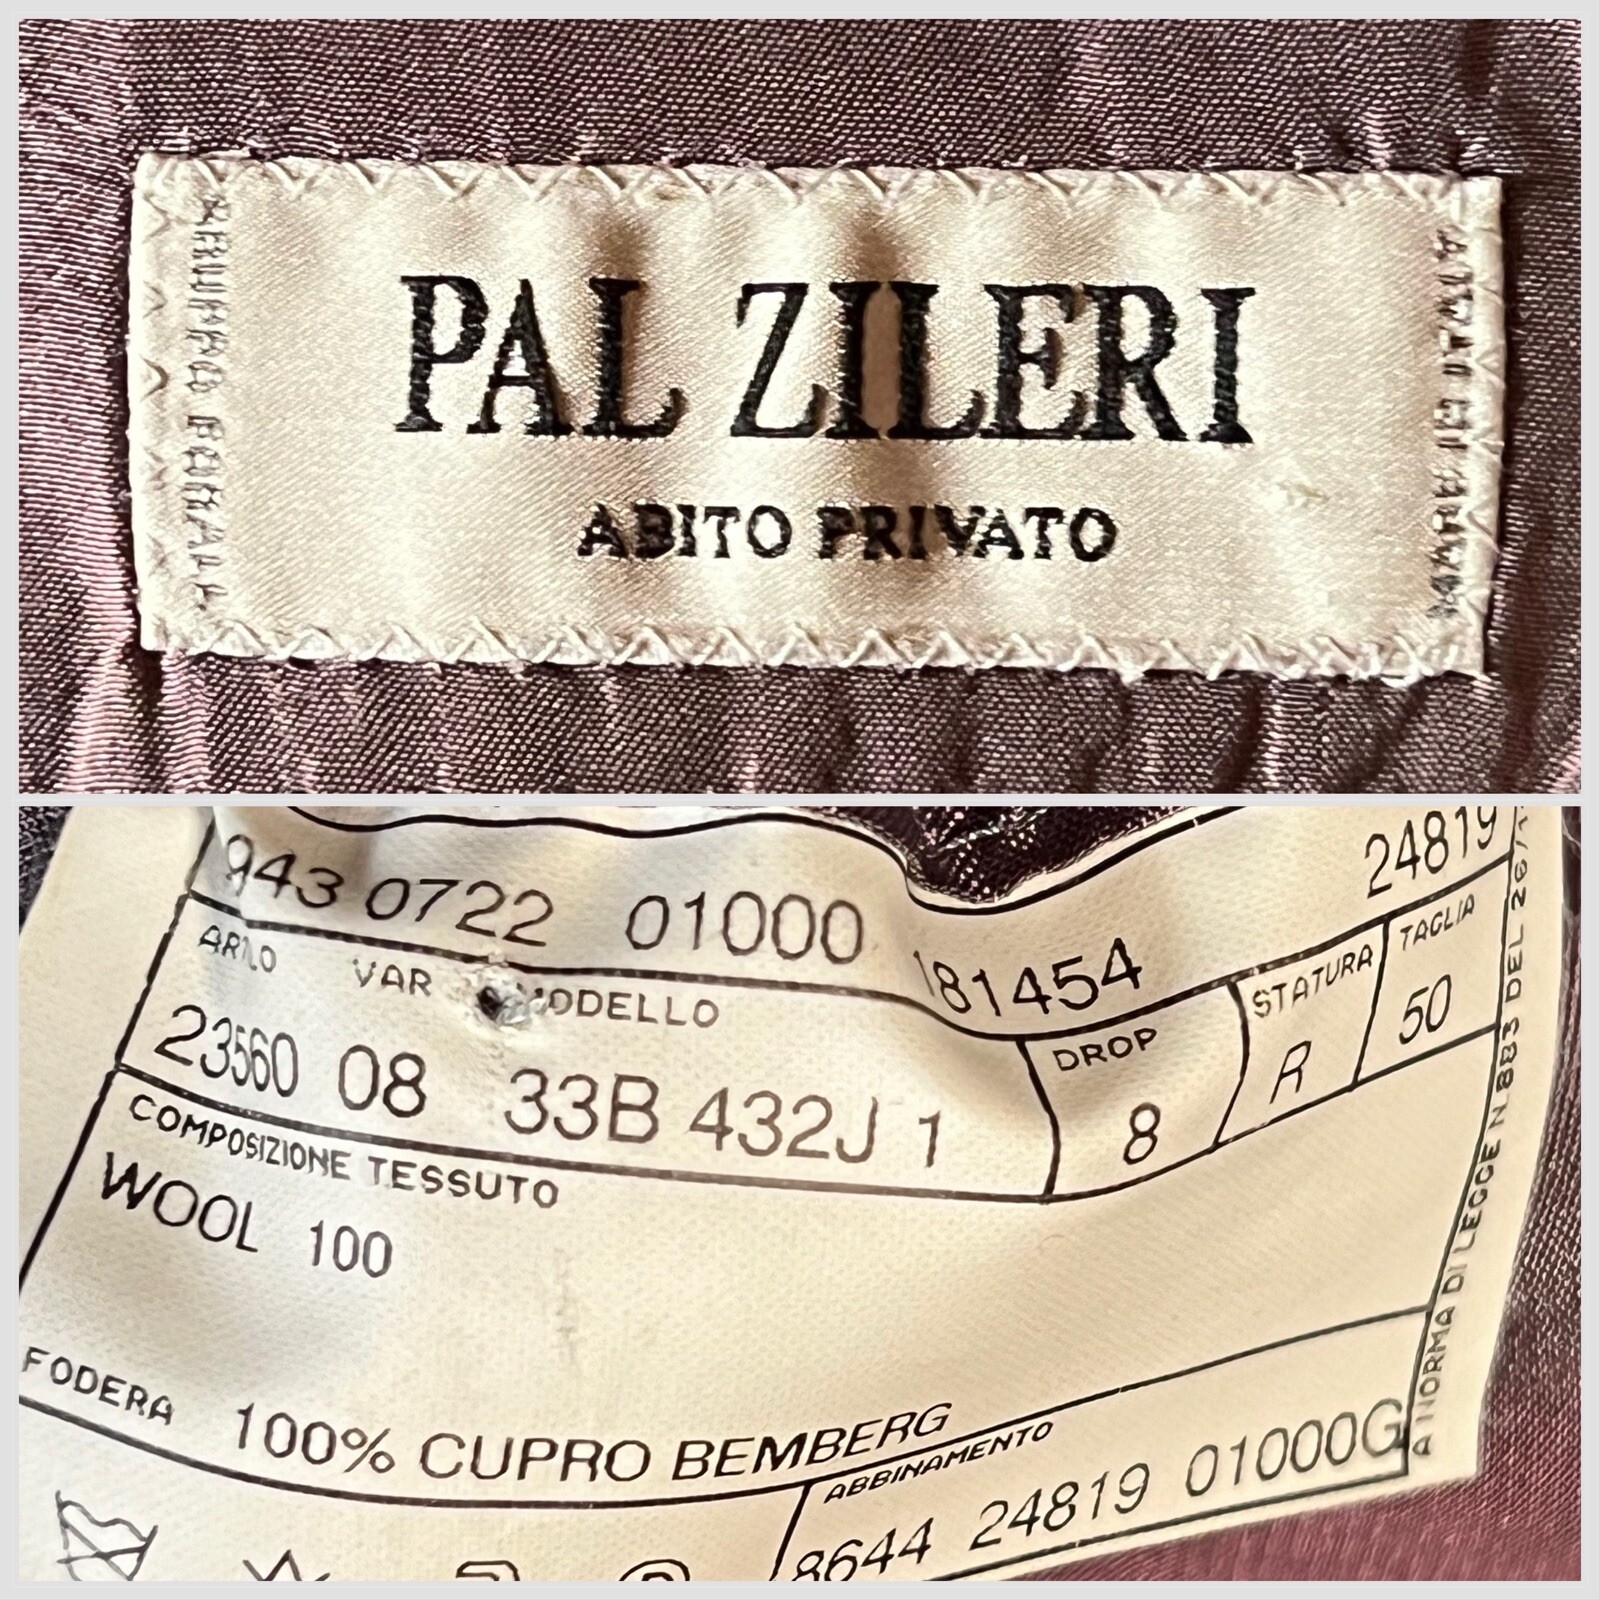 PAL ZILERI
ABITO PRIVATO
GRUPPO FORALL
MADE IN ITALY
24819
943 0722 01000 181454
VAR MODELLO DROP STATURA TAGLIA
23560 08 33B 432J 1 8 R 50
COMPOSIZIONE TESSUTO
WOOL 100
FODERA 100% CUPRO BEMBERG
ABBINAMENTO
8644 24819 01000G
A NORMA DI LEGGE N.883 DEL 26/